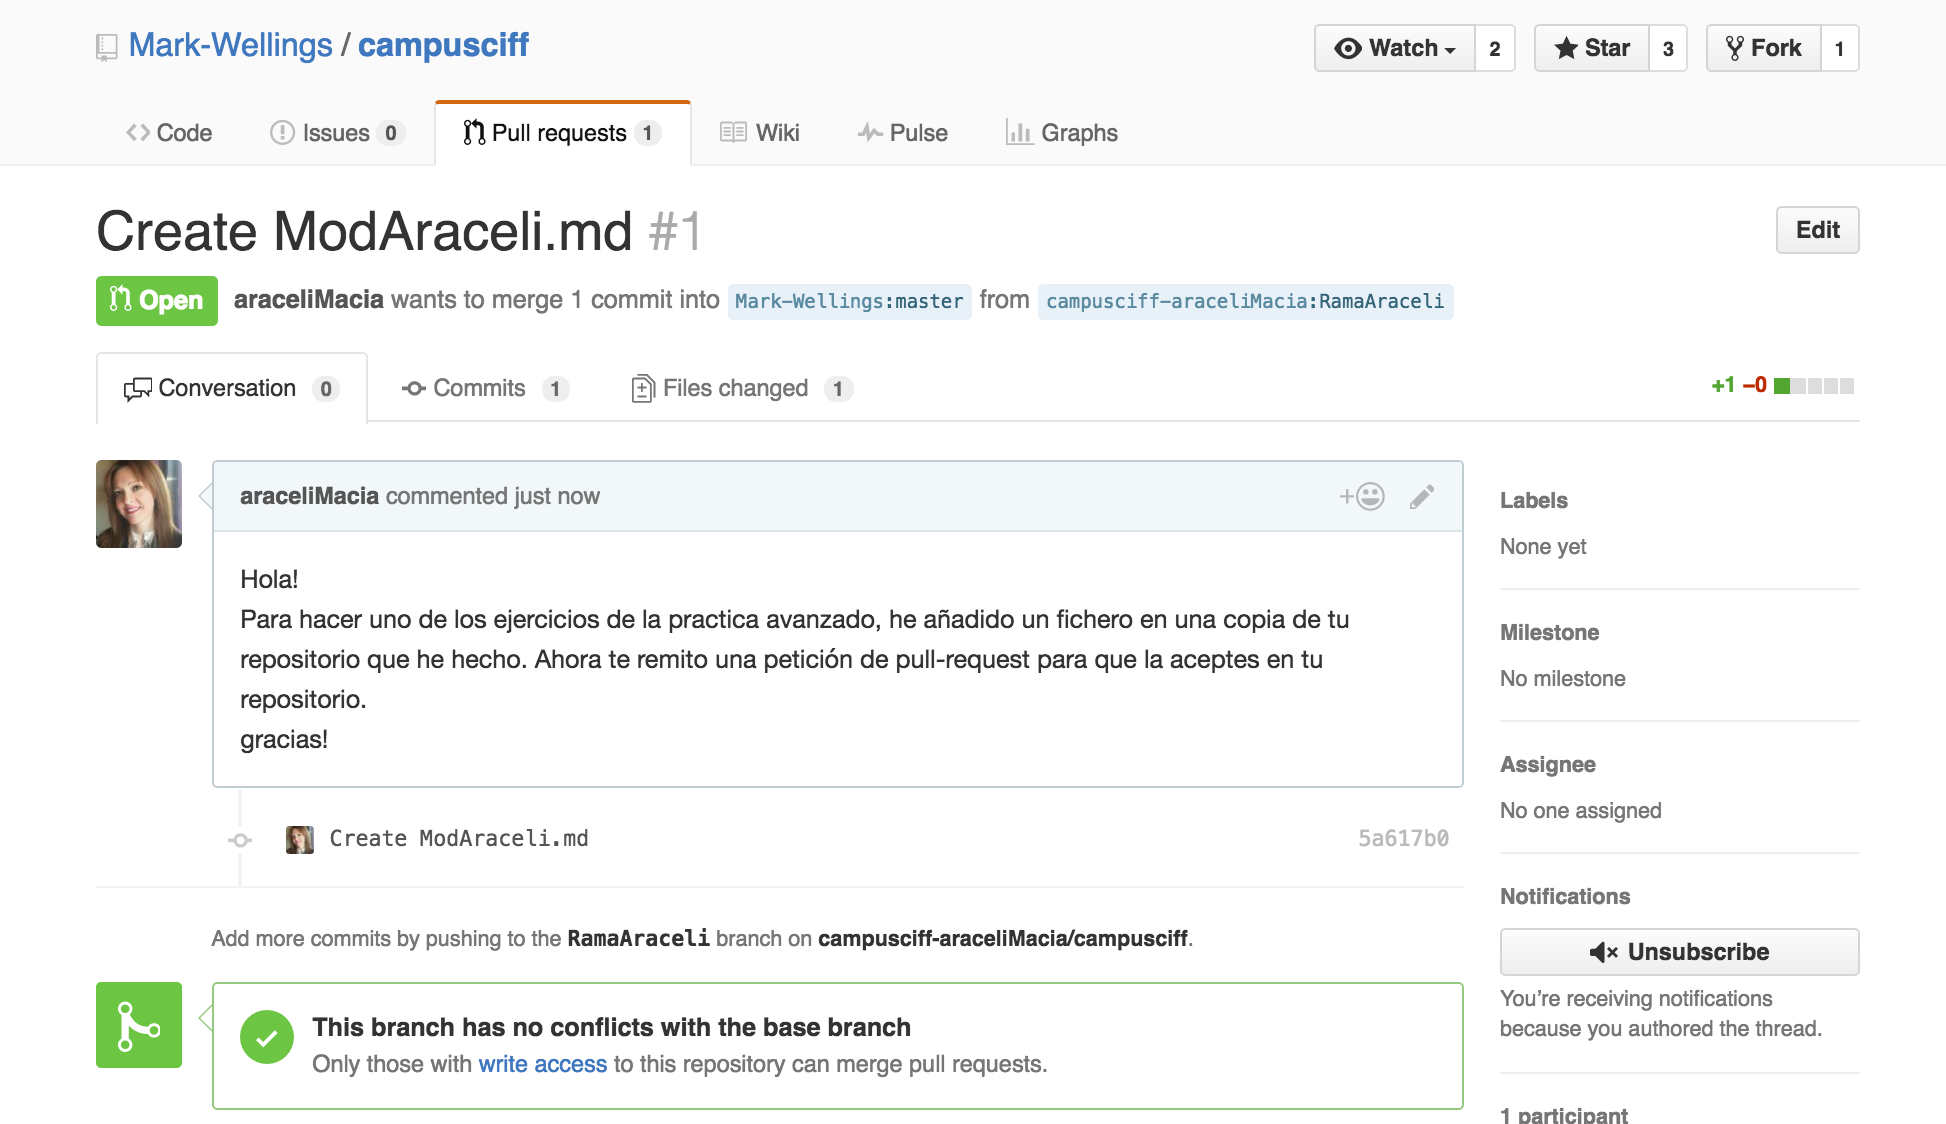 Mark-Wellings / campusciff
Watch 2
Star 3
Fork 1
Code
Issues 0
Pull requests 1
Wiki
Pulse
Graphs
Create ModAraceli.md #1
Edit
Open
araceliMacia wants to merge 1 commit into Mark-Wellings:master from campusciff-araceliMacia:RamaAraceli
Conversation 0
Commits 1
Files changed 1
+1 −0
araceliMacia commented just now
Hola!
Para hacer uno de los ejercicios de la practica avanzado, he añadido un fichero en una copia de tu
repositorio que he hecho. Ahora te remito una petición de pull-request para que la aceptes en tu
repositorio.
gracias!
Create ModAraceli.md 5a617b0
Add more commits by pushing to the RamaAraceli branch on campusciff-araceliMacia/campusciff.
This branch has no conflicts with the base branch
Only those with write access to this repository can merge pull requests.
Labels
None yet
Milestone
No milestone
Assignee
No one assigned
Notifications
Unsubscribe
You’re receiving notifications
because you authored the thread.
1 participant